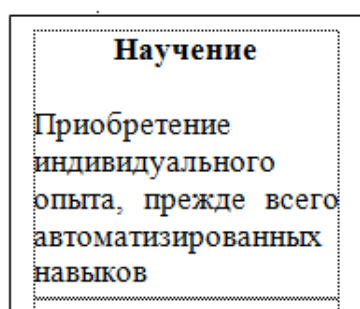 Научение
Приобретение
индивидуального
опыта, прежде всего
автоматизированных
навыков